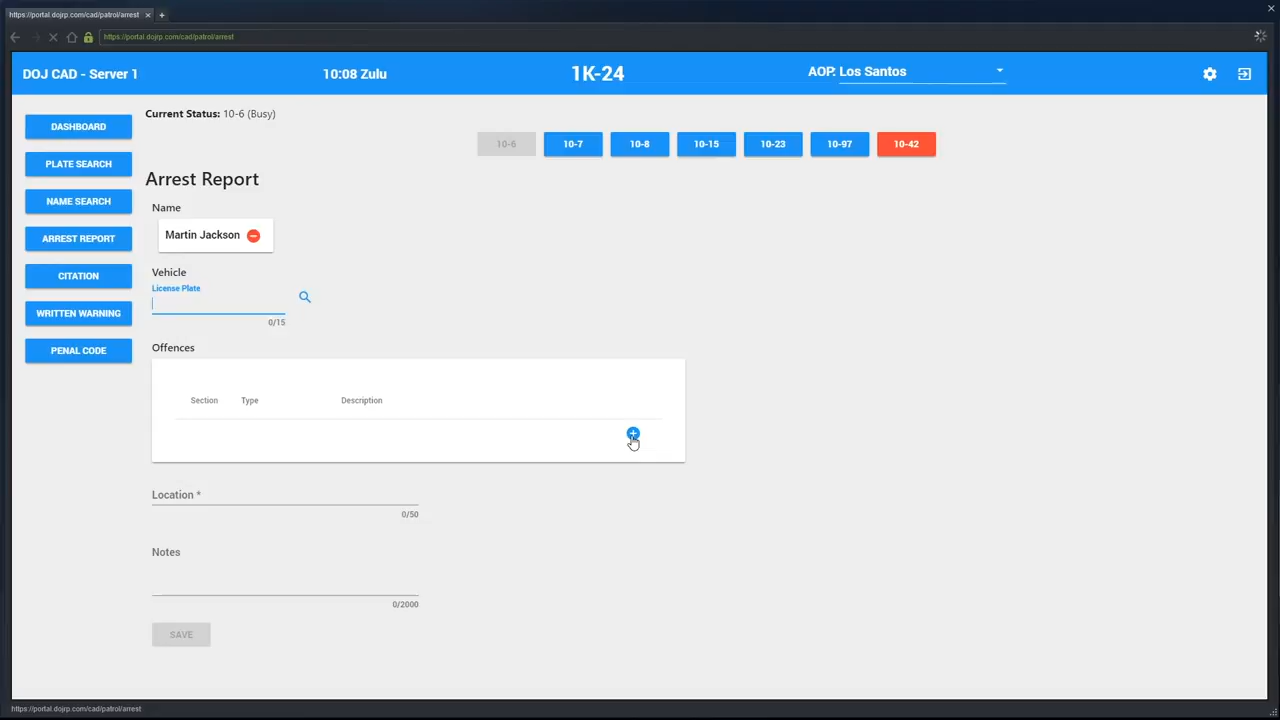 https://portal.dojrp.com/cad/patrol/arrest
https://portal.dojrp.com/cad/patrol/arrest
DOJ CAD - Server 1
10:08 Zulu
1K-24
AOP: Los Santos
Current Status: 10-6 (Busy)
10-6
10-7
10-8
10-15
10-23
10-97
10-42
DASHBOARD
PLATE SEARCH
NAME SEARCH
ARREST REPORT
CITATION
WRITTEN WARNING
PENAL CODE
Arrest Report
Name
Martin Jackson
Vehicle
License Plate
0/15
Offences
Section Type Description
Location *
0/50
Notes
0/2000
SAVE
https://portal.dojrp.com/cad/patrol/arrest